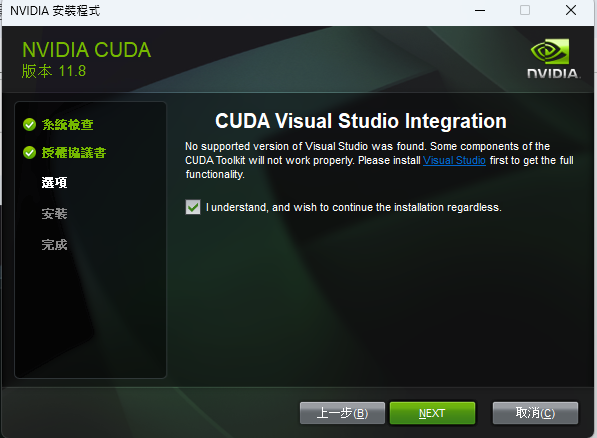 NVIDIA 安裝程式
NVIDIA CUDA
版本 11.8
NVIDIA.
系統檢查
授權協議書
選項
安裝
完成
CUDA Visual Studio Integration
No supported version of Visual Studio was found. Some components of the
CUDA Toolkit will not work properly. Please install Visual Studio first to get the full
functionality.
I understand, and wish to continue the installation regardless.
上一步(B)
NEXT
取消(C)